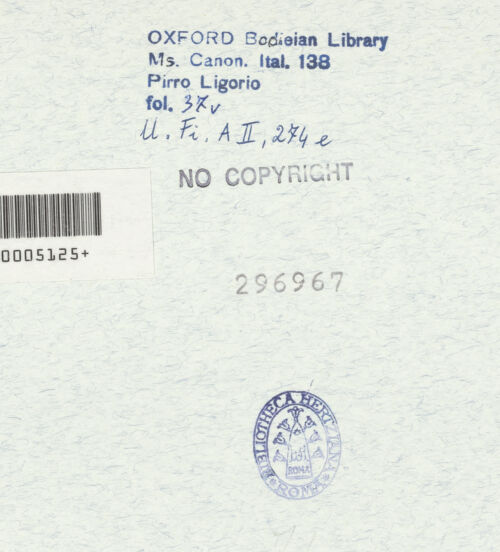 OXFORD Bodleian Library
Ms. Canon. Ital. 138
Pirro Ligorio
fol. 37v
U. Fi. A II, 274 e
NO COPYRIGHT
0005125+
296967
BIBLIOTHECA HERTZIANA
ROMA
ROMA